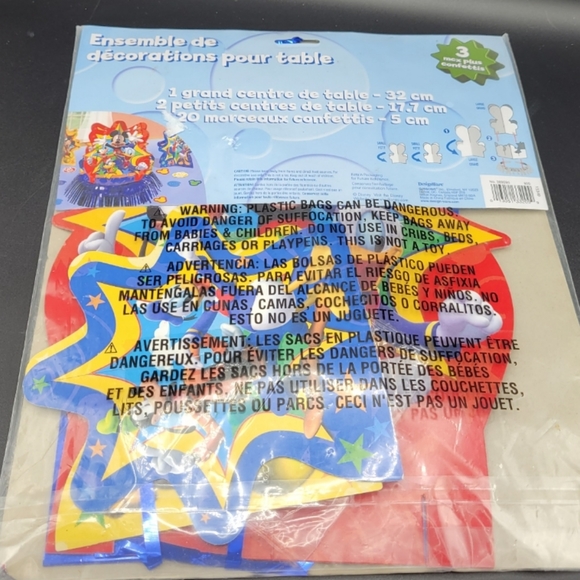 Ensemble de
décorations pour table
3
mcx plus
confettis
1 grand centre de table - 32 cm
2 petits centres de table - 17.7 cm
20 morceaux confettis - 5 cm
WARNING: PLASTIC BAGS CAN BE DANGEROUS.
TO AVOID DANGER OF SUFFOCATION, KEEP BAGS AWAY
FROM BABIES & CHILDREN. DO NOT USE IN CRIBS, BEDS,
CARRIAGES OR PLAYPENS. THIS IS NOT A TOY
ADVERTENCIA: LAS BOLSAS DE PLÁSTICO PUEDEN
SER PELIGROSAS. PARA EVITAR EL RIESGO DE ASFIXIA
MANTÉNGALAS FUERA DEL ALCANCE DE BEBÉS Y NIÑOS. NO
LAS USE EN CUNAS, CAMAS, COCHECITOS O CORRALITOS.
ESTO NO ES UN JUGUETE.
AVERTISSEMENT: LES SACS EN PLASTIQUE PEUVENT ÊTRE
DANGEREUX. POUR ÉVITER LES DANGERS DE SUFFOCATION,
GARDEZ LES SACS HORS DE LA PORTÉE DES BÉBÉS
ET DES ENFANTS. NE PAS UTILISER DANS LES COUCHETTES,
LITS, POUSSETTES OU PARCS. CECI N'EST PAS UN JOUET.